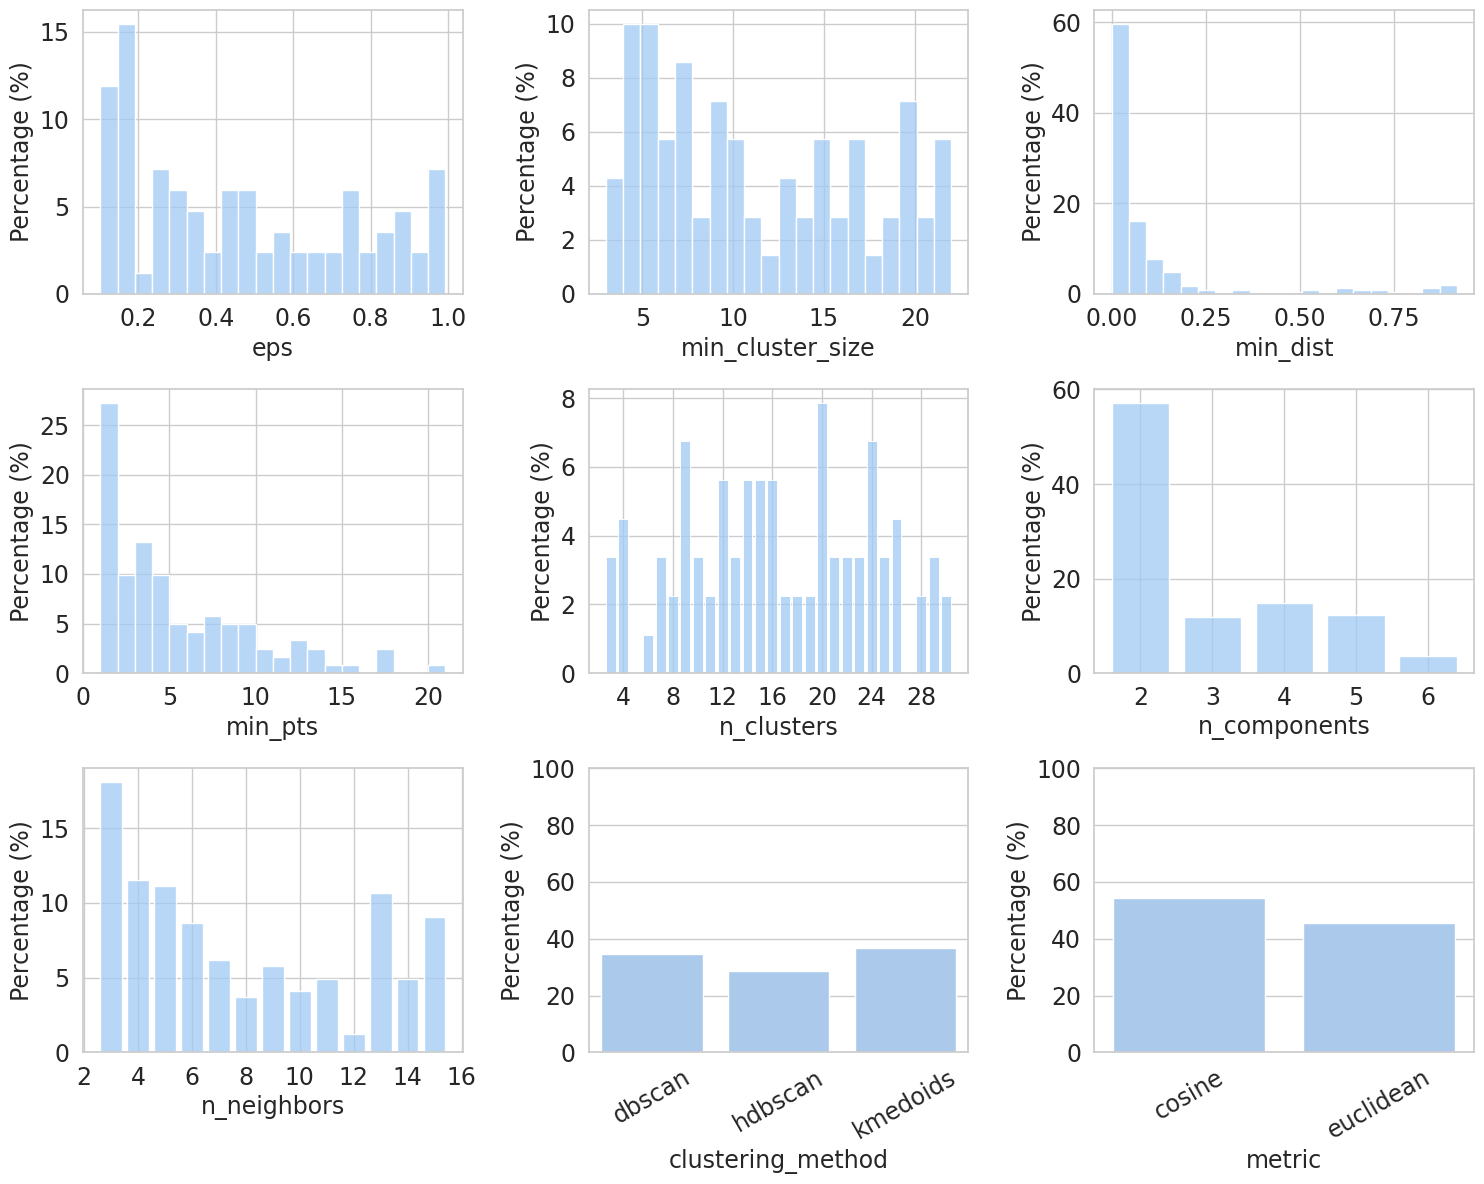 Percentage (%)
15
10
5
0
0.2 0.4 0.6 0.8 1.0
eps
Percentage (%)
10
8
6
4
2
0
5 10 15 20
min_cluster_size
Percentage (%)
60
40
20
0
0.00 0.25 0.50 0.75
min_dist
Percentage (%)
25
20
15
10
5
0
0 5 10 15 20
min_pts
Percentage (%)
8
6
4
2
0
4 8 12 16 20 24 28
n_clusters
Percentage (%)
60
40
20
0
2 3 4 5 6
n_components
Percentage (%)
15
10
5
0
2 4 6 8 10 12 14 16
n_neighbors
Percentage (%)
100
80
60
40
20
0
dbscan hdbscan kmedoids
clustering_method
Percentage (%)
100
80
60
40
20
0
cosine euclidean
metric